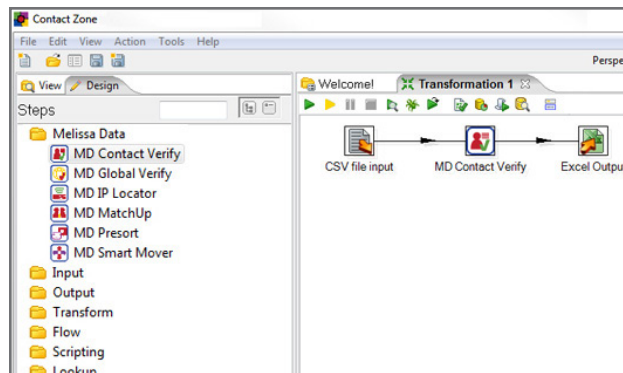 Contact Zone
File Edit View Action Tools Help
Perspe
View Design
Steps
Melissa Data
MD Contact Verify
MD Global Verify
MD IP Locator
MD MatchUp
MD Presort
MD Smart Mover
Input
Output
Transform
Flow
Scripting
Lookup
Welcome! Transformation 1
CSV file input MD Contact Verify Excel Outpu